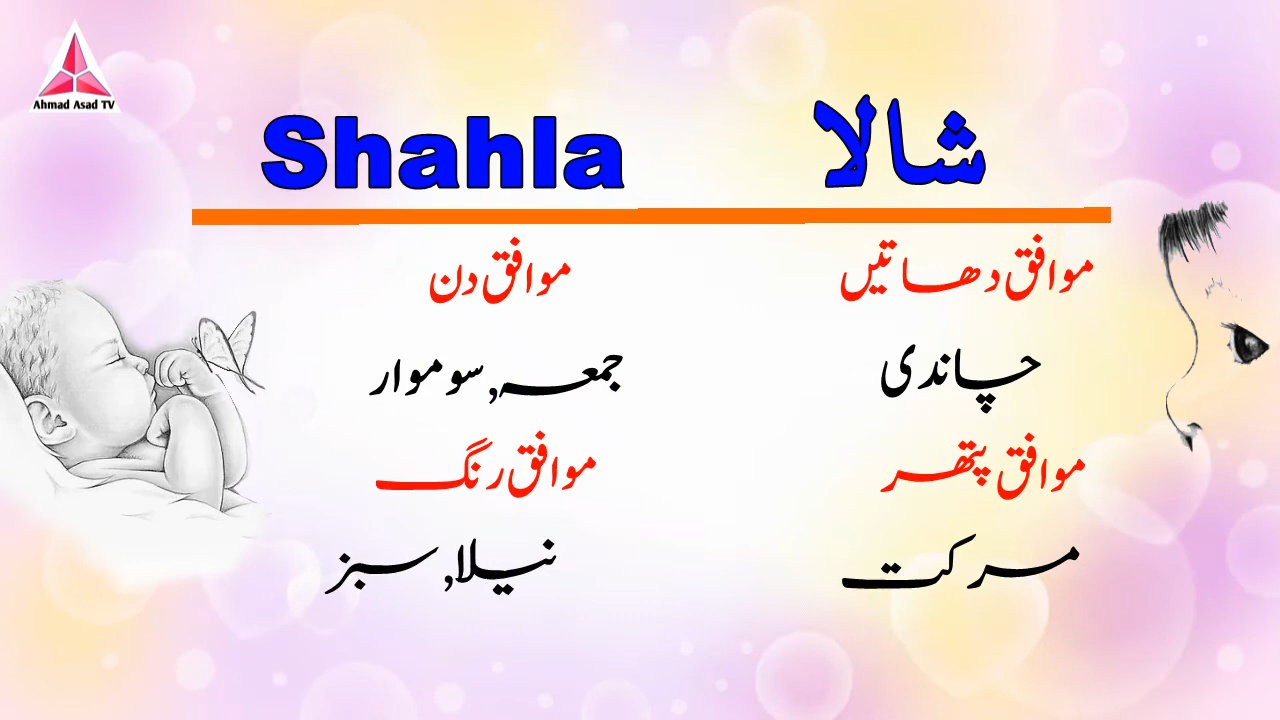 Ahmad Asad TV
Shahla شالا
موافق دھاتیں موافق دن
چاندی جمعہ, سوموار
موافق پتھر موافق رنگ
مرکت نیلا, سبز